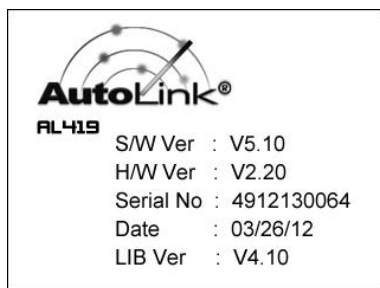 AutoLink®
AL419
S/W Ver : V5.10
H/W Ver : V2.20
Serial No : 4912130064
Date : 03/26/12
LIB Ver : V4.10